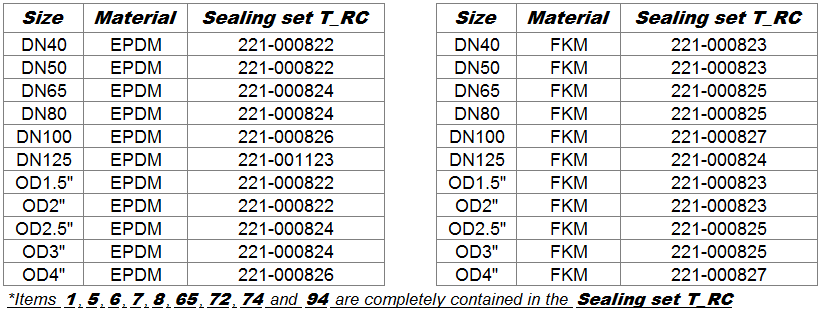 Size Material Sealing set T_RC Size Material Sealing set T_RC
DN40 EPDM 221-000822 DN40 FKM 221-000823
DN50 EPDM 221-000822 DN50 FKM 221-000823
DN65 EPDM 221-000824 DN65 FKM 221-000825
DN80 EPDM 221-000824 DN80 FKM 221-000825
DN100 EPDM 221-000826 DN100 FKM 221-000827
DN125 EPDM 221-001123 DN125 FKM 221-000824
OD1.5" EPDM 221-000822 OD1.5" FKM 221-000823
OD2" EPDM 221-000822 OD2" FKM 221-000823
OD2.5" EPDM 221-000824 OD2.5" FKM 221-000825
OD3" EPDM 221-000824 OD3" FKM 221-000825
OD4" EPDM 221-000826 OD4" FKM 221-000827
*Items 1, 5, 6, 7, 8, 65, 72, 74 and 94 are completely contained in the Sealing set T_RC